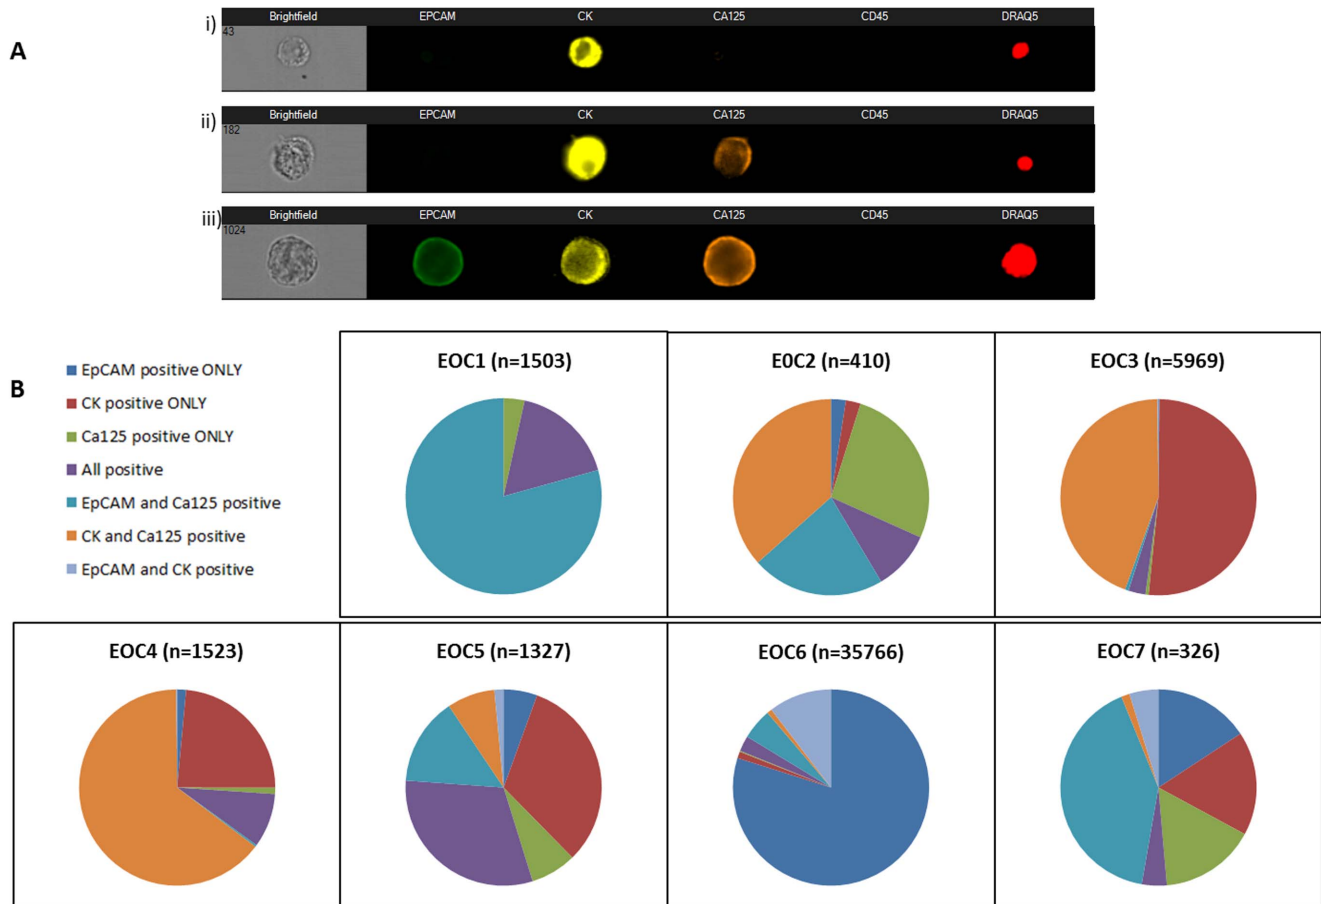 A
i)
Brightfield EPCAM CK CA125 CD45 DRAQ5
43
ii)
Brightfield EPCAM CK CA125 CD45 DRAQ5
182
iii)
Brightfield EPCAM CK CA125 CD45 DRAQ5
1024
B
EpCAM positive ONLY
CK positive ONLY
Ca125 positive ONLY
All positive
EpCAM and Ca125 positive
CK and Ca125 positive
EpCAM and CK positive
EOC1 (n=1503)
E0C2 (n=410)
EOC3 (n=5969)
EOC4 (n=1523)
EOC5 (n=1327)
EOC6 (n=35766)
EOC7 (n=326)